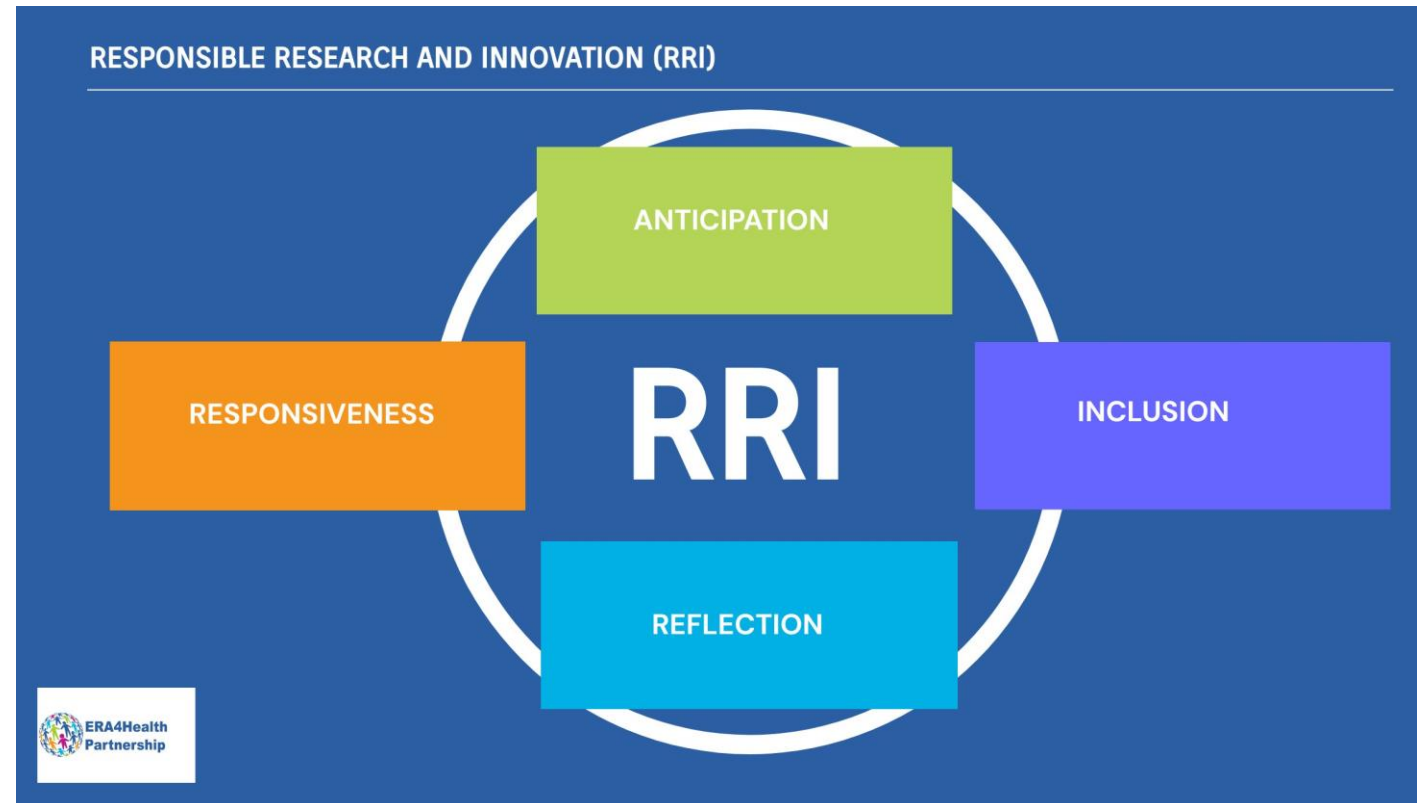 RESPONSIBLE RESEARCH AND INNOVATION (RRI)
ANTICIPATION
RESPONSIVENESS
RRI
INCLUSION
REFLECTION
ERA4Health
Partnership